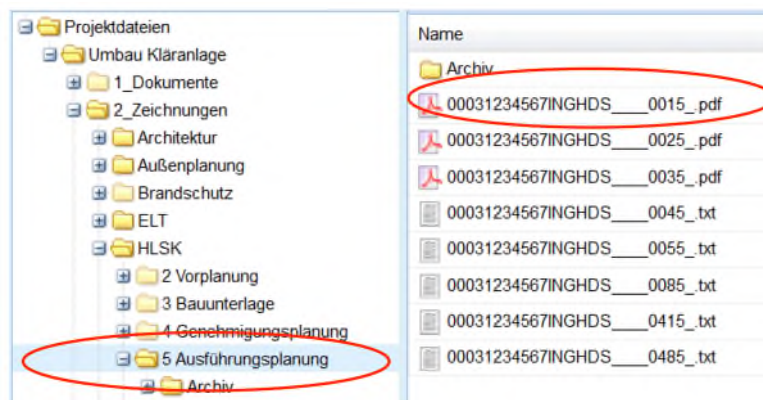 Projektdateien
Umbau Kläranlage
1_Dokumente
2_Zeichnungen
Architektur
Außenplanung
Brandschutz
ELT
HLSK
2 Vorplanung
3 Bauunterlage
4 Genehmigungsplanung
5 Ausführungsplanung
Archiv
Name
Archiv
00031234567INGHDS____0015_.pdf
00031234567INGHDS____0025_.pdf
00031234567INGHDS____0035_.pdf
00031234567INGHDS____0045_.txt
00031234567INGHDS____0055_.txt
00031234567INGHDS____0085_.txt
00031234567INGHDS____0415_.txt
00031234567INGHDS____0485_.txt